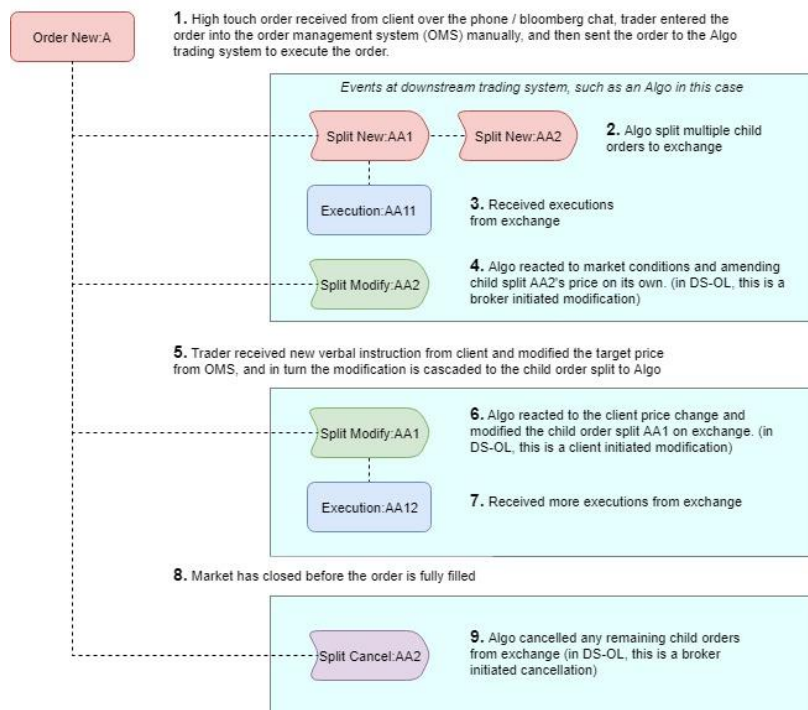 1. High touch order received from client over the phone / bloomberg chat, trader entered the
order into the order management system (OMS) manually, and then sent the order to the Algo
trading system to execute the order.
Order New:A
Events at downstream trading system, such as an Algo in this case
Split New:AA1
Split New:AA2
2. Algo split multiple child
orders to exchange
Execution:AA11
3. Received executions
from exchange
Split Modify:AA2
4. Algo reacted to market conditions and amending
child split AA2's price on its own. (in DS-OL, this is a
broker initiated modification)
5. Trader received new verbal instruction from client and modified the target price
from OMS, and in turn the modification is cascaded to the child order split to Algo
Split Modify:AA1
6. Algo reacted to the client price change and
modified the child order split AA1 on exchange. (in
DS-OL, this is a client initiated modification)
Execution:AA12
7. Received more executions from exchange
8. Market has closed before the order is fully filled
Split Cancel:AA2
9. Algo cancelled any remaining child orders
from exchange (in DS-OL, this is a broker
initiated cancellation)